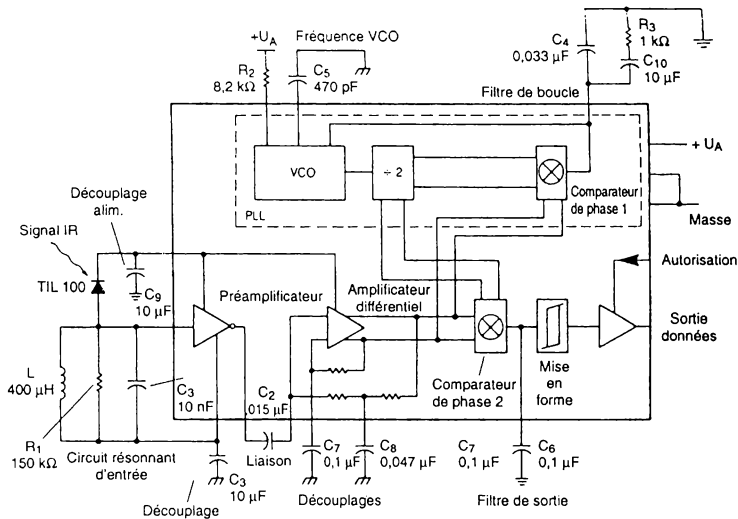 +U_A
Fréquence VCO
R2
8,2 kΩ
C5
470 pF
C4
0,033 µF
R3
1 kΩ
C10
10 µF
Filtre de boucle
VCO
÷ 2
PLL
Comparateur
de phase 1
+ U_A
Masse
Autorisation
Découplage
alim.
Signal IR
TIL 100
C9
10 µF
Préamplificateur
Amplificateur
différentiel
Sortie
données
L
400 µH
C3
10 nF
C2
,015 µF
Comparateur
de phase 2
Mise
en
forme
R1
150 kΩ
Circuit résonnant
d'entrée
C3
10 µF
Liaison
C7
0,1 µF
C8
0,047 µF
C7
0,1 µF
C6
0,1 µF
Découplage
Découplages
Filtre de sortie